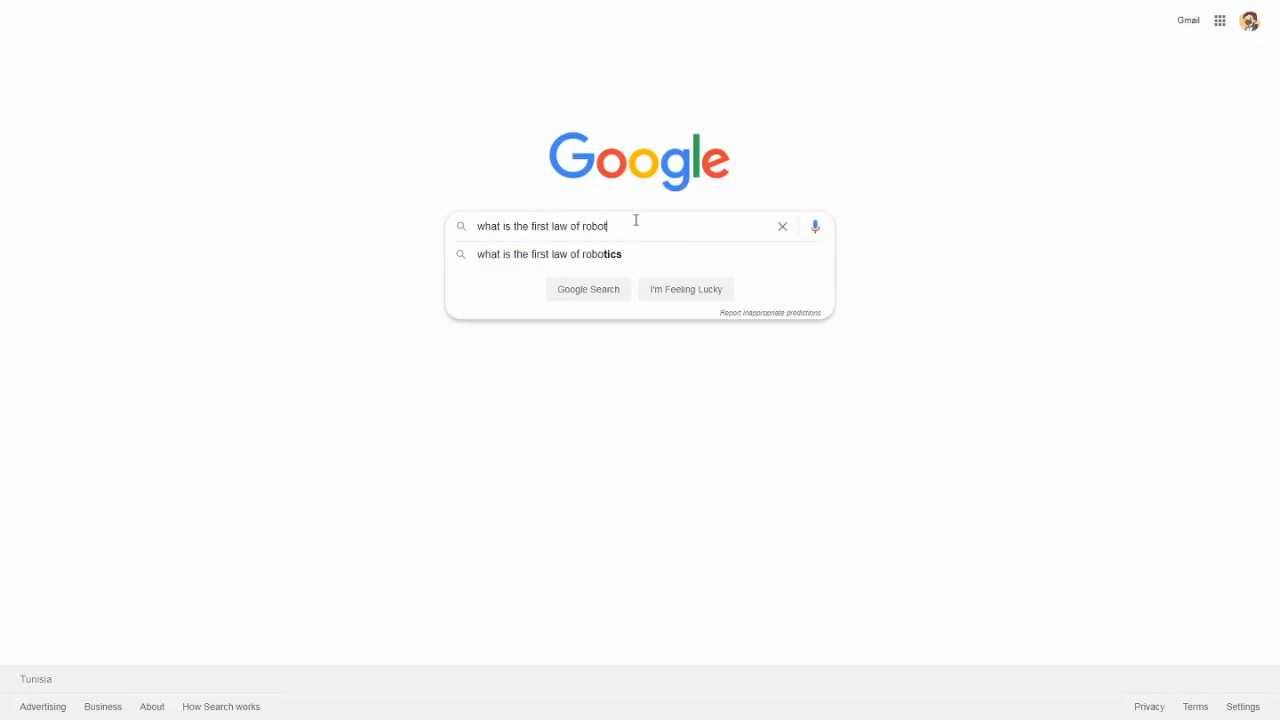 Gmail
Google
what is the first law of robot
what is the first law of robotics
Google Search I'm Feeling Lucky
Report inappropriate predictions
Tunisia
Advertising Business About How Search works Privacy Terms Settings